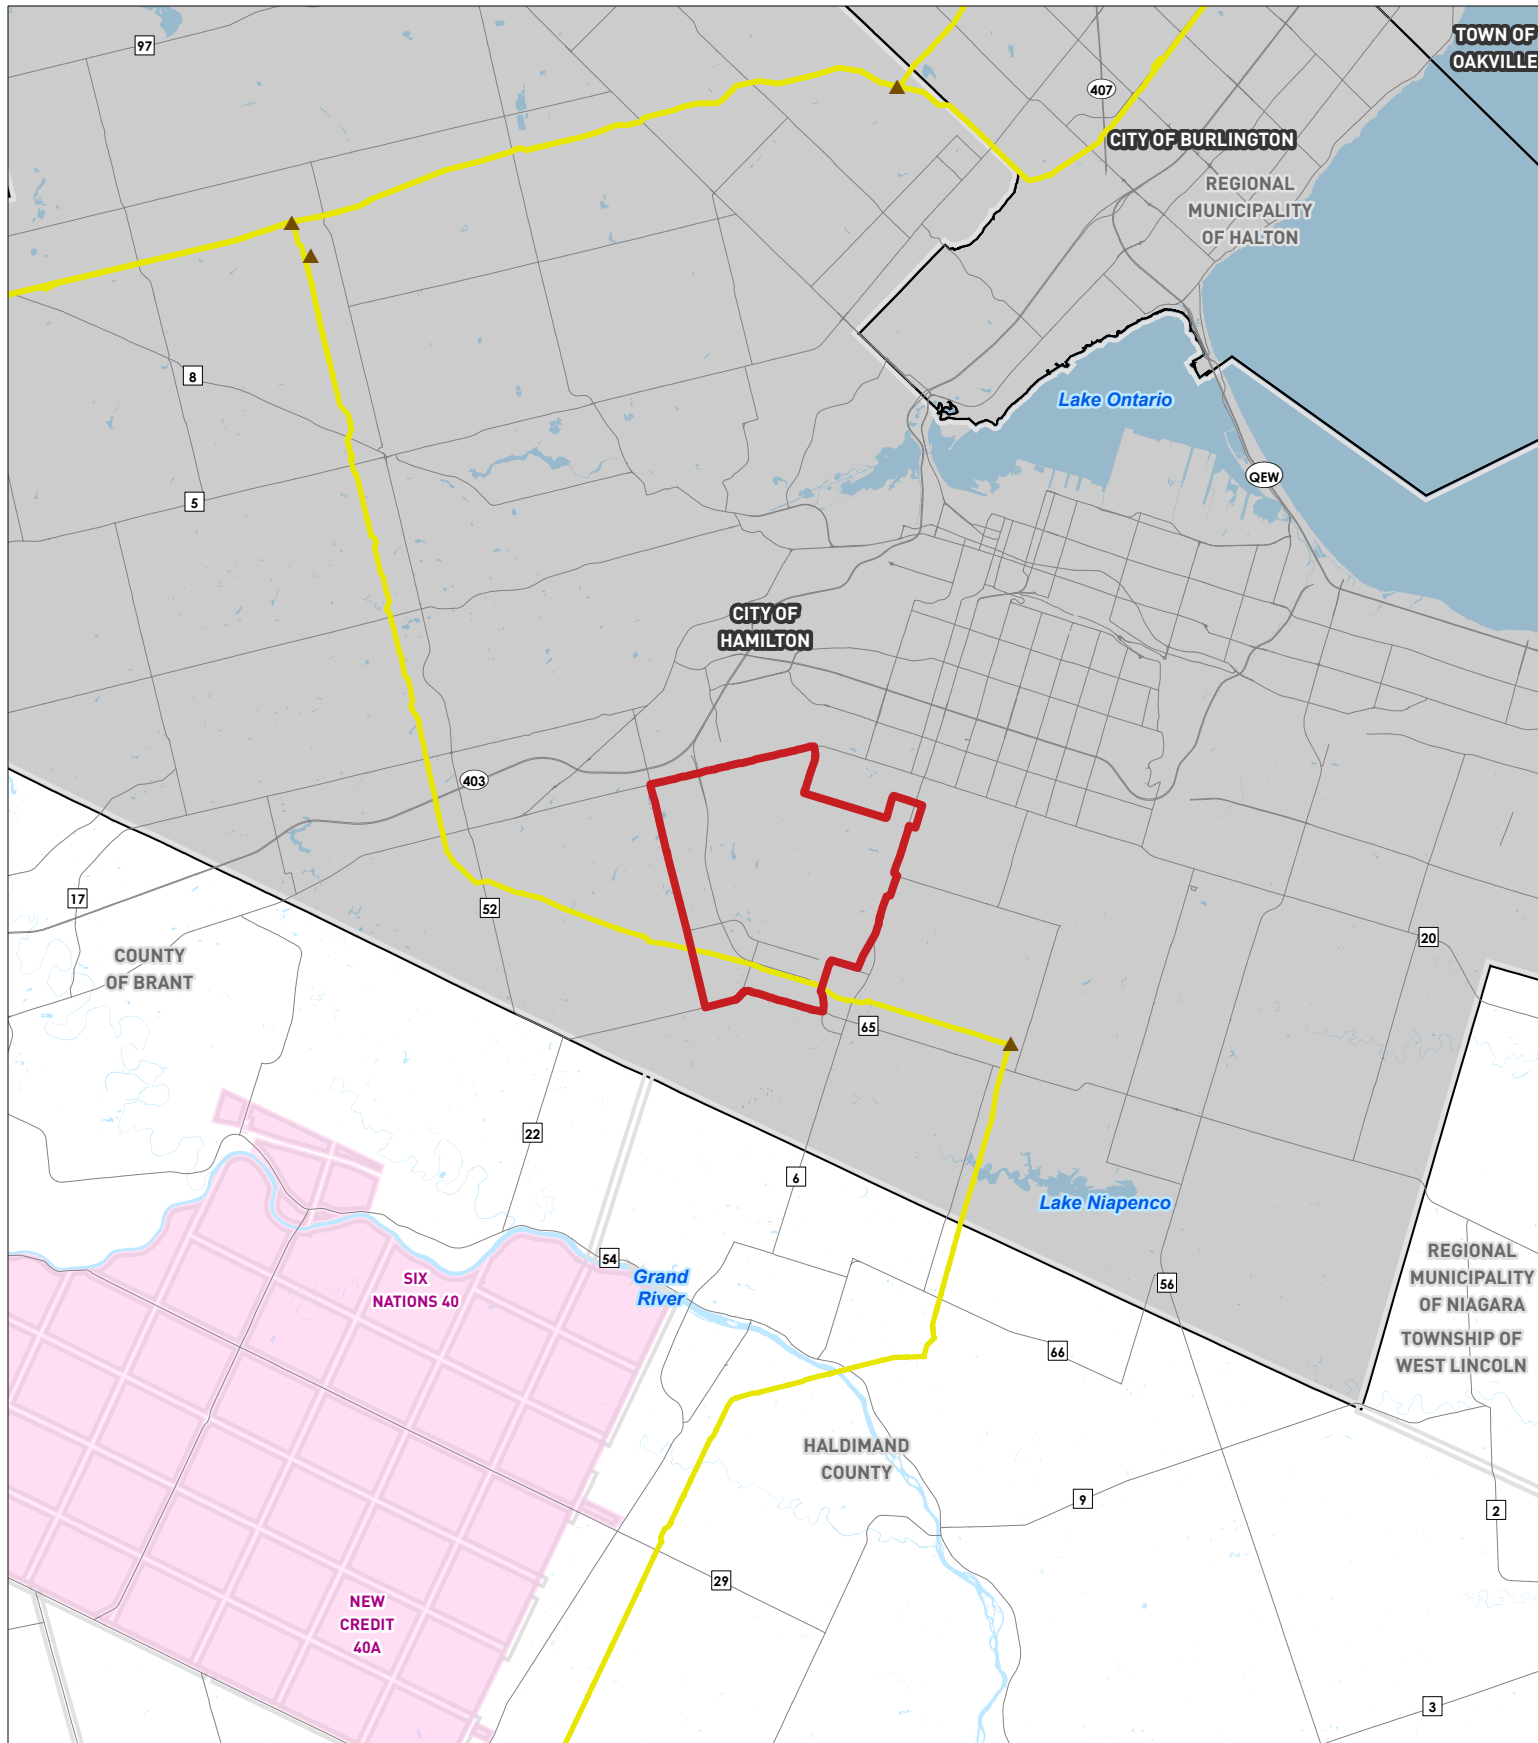 97
TOWN OF
OAKVILLE
407
CITY OF BURLINGTON
REGIONAL
MUNICIPALITY
OF HALTON
8
Lake Ontario
QEW
5
CITY OF
HAMILTON
403
17
52
COUNTY
OF BRANT
20
65
22
6
Lake Niapenco
54
Grand
River
SIX
NATIONS 40
56
REGIONAL
MUNICIPALITY
OF NIAGARA
TOWNSHIP OF
WEST LINCOLN
66
HALDIMAND
COUNTY
9
2
29
NEW
CREDIT
40A
3